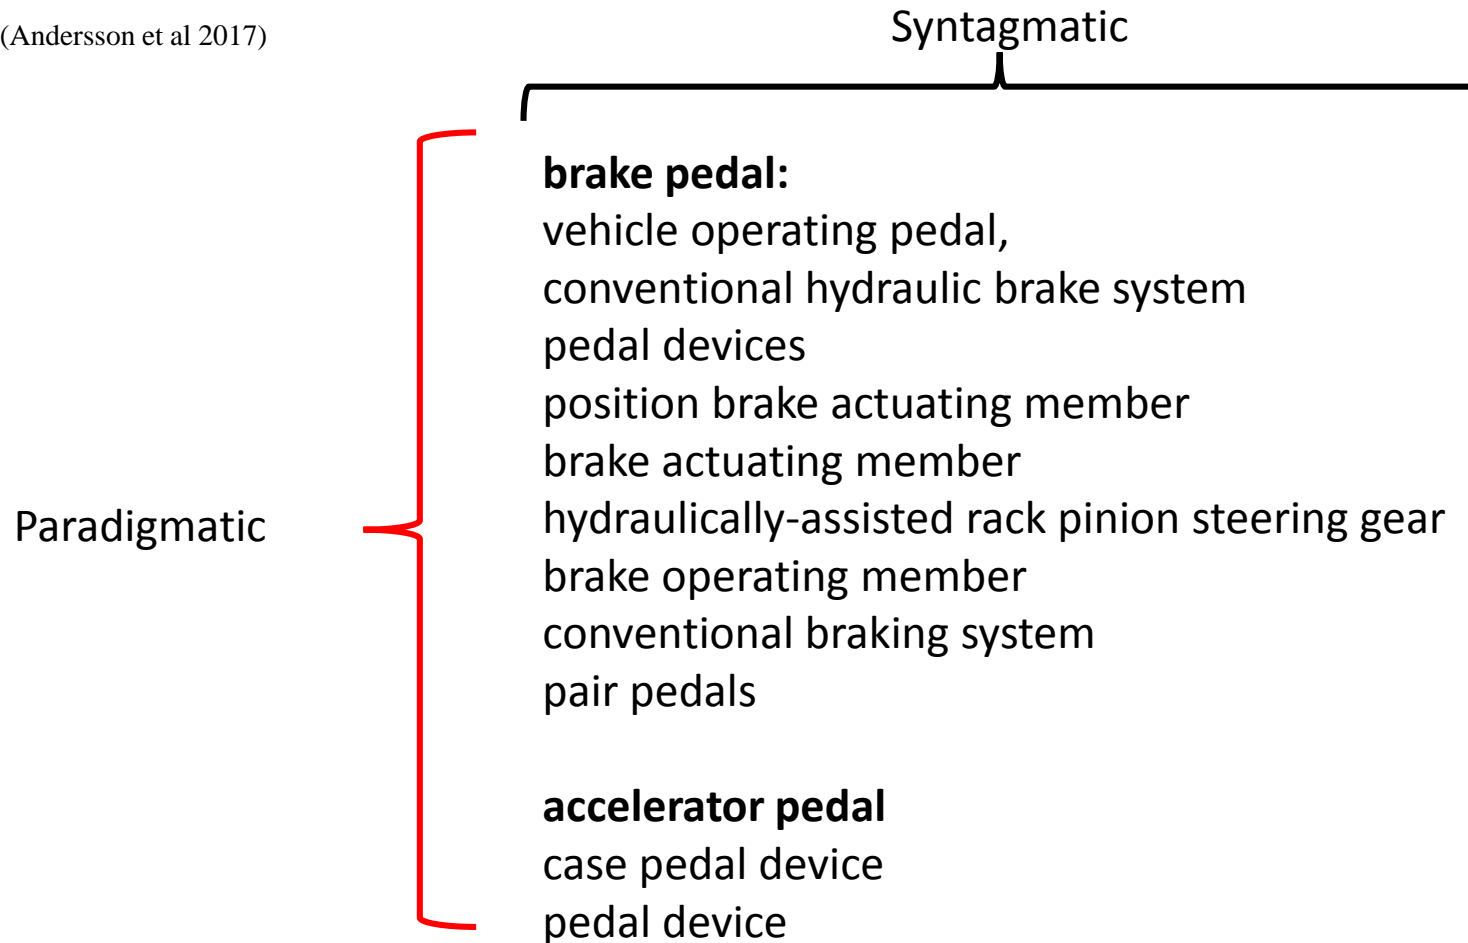 (Andersson et al 2017)
Syntagmatic
brake pedal:
vehicle operating pedal,
conventional hydraulic brake system
pedal devices
position brake actuating member
brake actuating member
Paradigmatic
hydraulically-assisted rack pinion steering gear
brake operating member
conventional braking system
pair pedals
accelerator pedal
case pedal device
pedal device